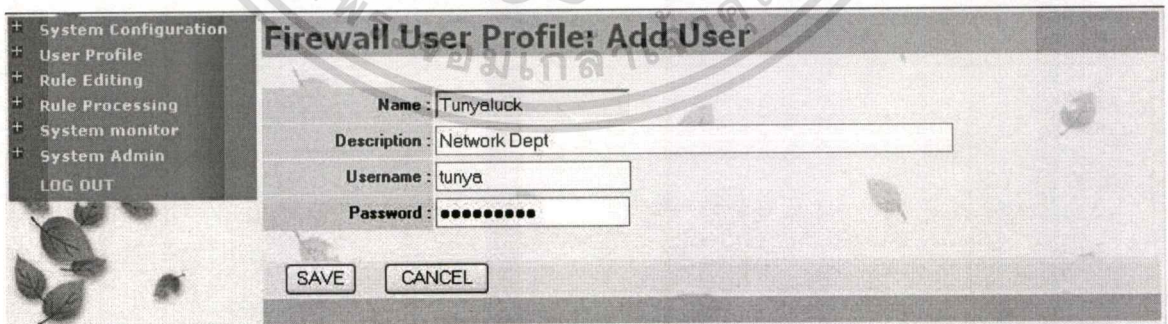 System Configuration
User Profile
Rule Editing
Rule Processing
System monitor
System Admin
LOG OUT
Firewall User Profile: Add User
Name : Tunyaluck
Description : Network Dept
Username : tunya
Password : •••••••••
SAVE CANCEL